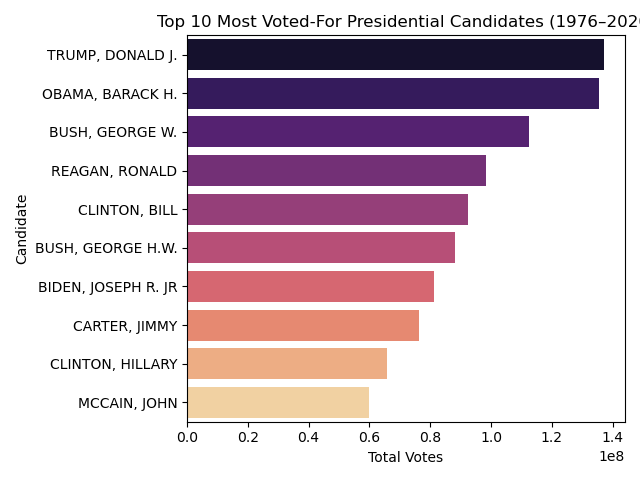 Top 10 Most Voted-For Presidential Candidates (1976–202
Candidate
TRUMP, DONALD J.
OBAMA, BARACK H.
BUSH, GEORGE W.
REAGAN, RONALD
CLINTON, BILL
BUSH, GEORGE H.W.
BIDEN, JOSEPH R. JR
CARTER, JIMMY
CLINTON, HILLARY
MCCAIN, JOHN
0.0 0.2 0.4 0.6 0.8 1.0 1.2 1.4
1e8
Total Votes